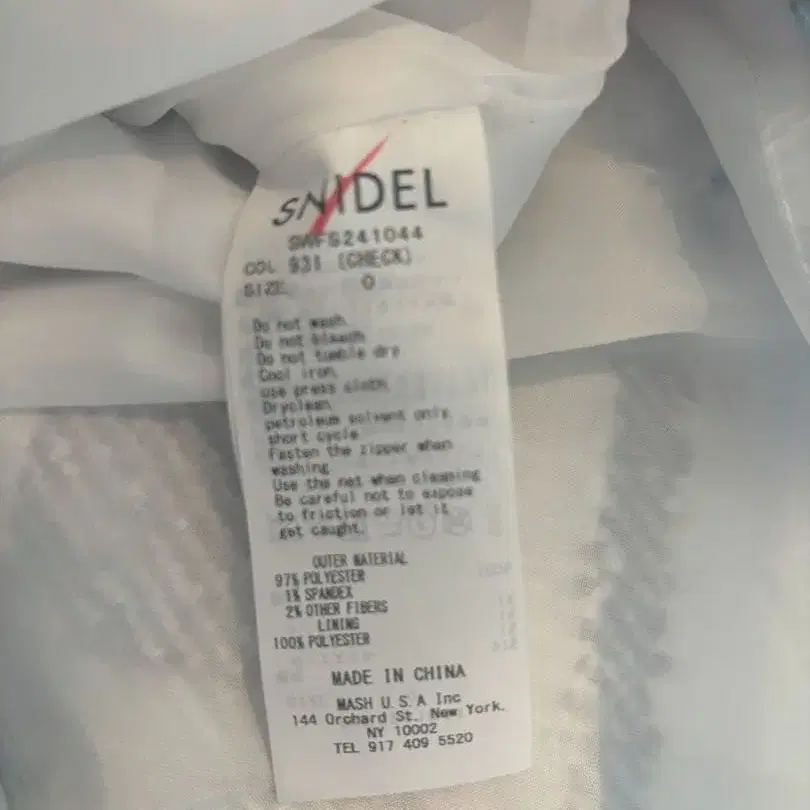 SNIDEL
SWFS241044
COL 931 (CHECK)
SIZE 0
Do not wash.
Do not bleach
Do not tumble dry
Cool iron.
use press cloth
Dryclean
petroleum solvent only.
short cycle
Fasten the zipper when
washing
Use the net when cleaning
Be careful not to expose
to friction or let it
get caught.
OUTER MATERIAL
97% POLYESTER
1% SPANDEX
2% OTHER FIBERS
LINING
100% POLYESTER
MADE IN CHINA
MASH U.S.A Inc
144 Orchard St. New York.
NY 10002
TEL 917 409 5520